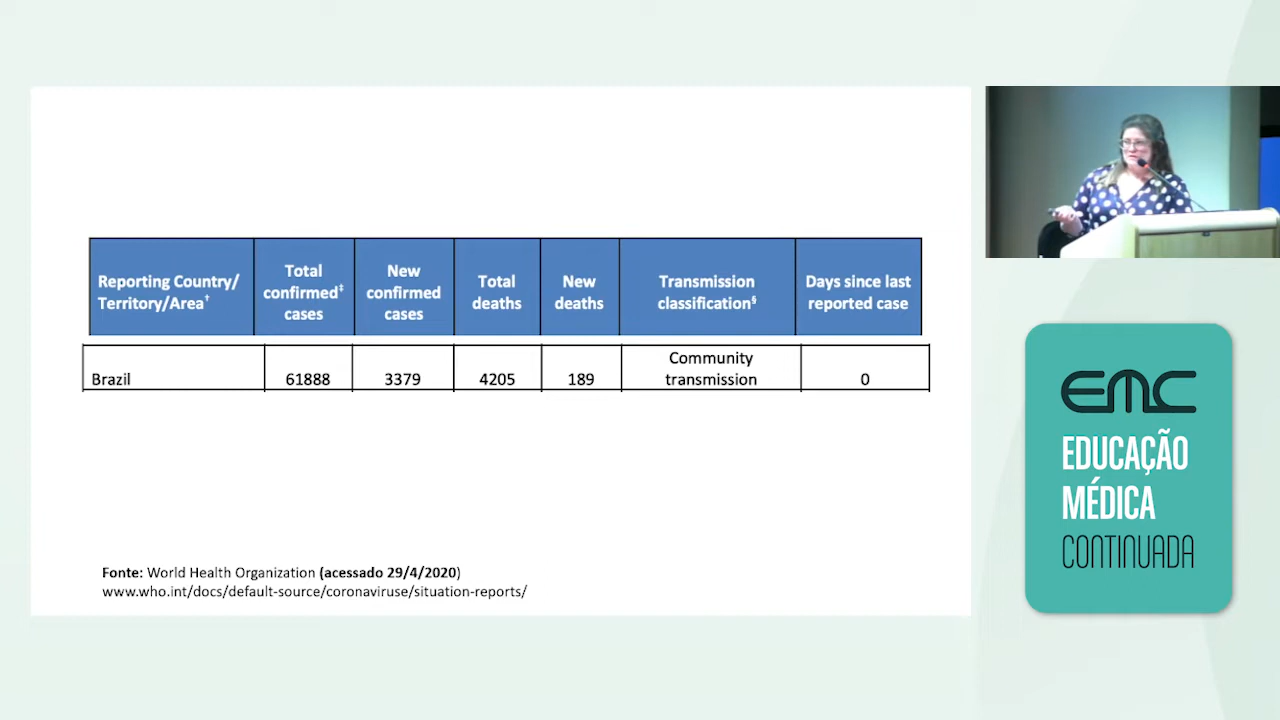 Reporting Country/
Territory/Area†
Total
confirmed‡
cases
New
confirmed
cases
Total
deaths
New
deaths
Transmission
classification§
Days since last
reported case
Brazil
61888
3379
4205
189
Community
transmission
0
Fonte: World Health Organization (acessado 29/4/2020)
www.who.int/docs/default-source/coronaviruse/situation-reports/
EMC
EDUCAÇÃO
MÉDICA
CONTINUADA